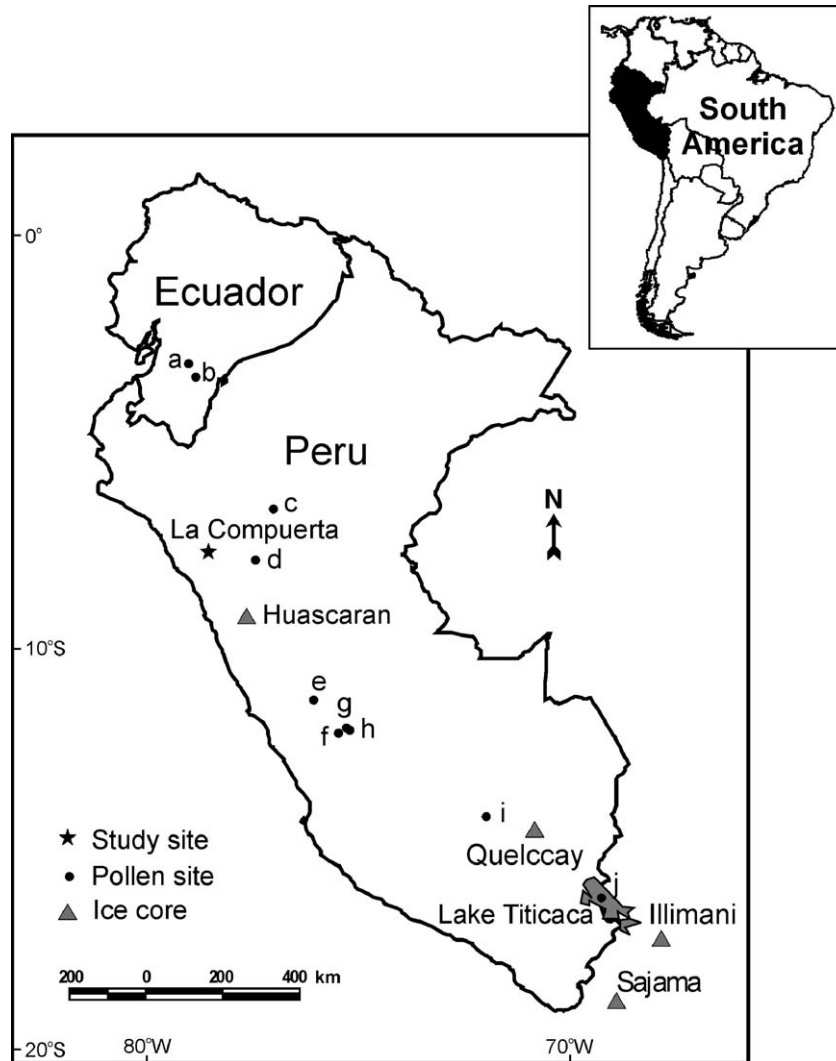 South
America
0°
Ecuador
a
b
Peru
c
La Compuerta
d
N
Huascaran
10°S
e
g
f
h
i
Quelccay
j
Lake Titicaca
Illimani
Sajama
Study site
Pollen site
Ice core
200 0 200 400 km
20°S
80°W
70°W